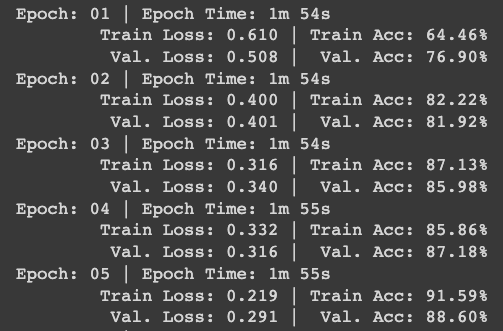 Epoch: 01 | Epoch Time: 1m 54s
Train Loss: 0.610 | Train Acc: 64.46%
Val. Loss: 0.508 | Val. Acc: 76.90%
Epoch: 02 | Epoch Time: 1m 54s
Train Loss: 0.400 | Train Acc: 82.22%
Val. Loss: 0.401 | Val. Acc: 81.92%
Epoch: 03 | Epoch Time: 1m 54s
Train Loss: 0.316 | Train Acc: 87.13%
Val. Loss: 0.340 | Val. Acc: 85.98%
Epoch: 04 | Epoch Time: 1m 55s
Train Loss: 0.332 | Train Acc: 85.86%
Val. Loss: 0.316 | Val. Acc: 87.18%
Epoch: 05 | Epoch Time: 1m 55s
Train Loss: 0.219 | Train Acc: 91.59%
Val. Loss: 0.291 | Val. Acc: 88.60%